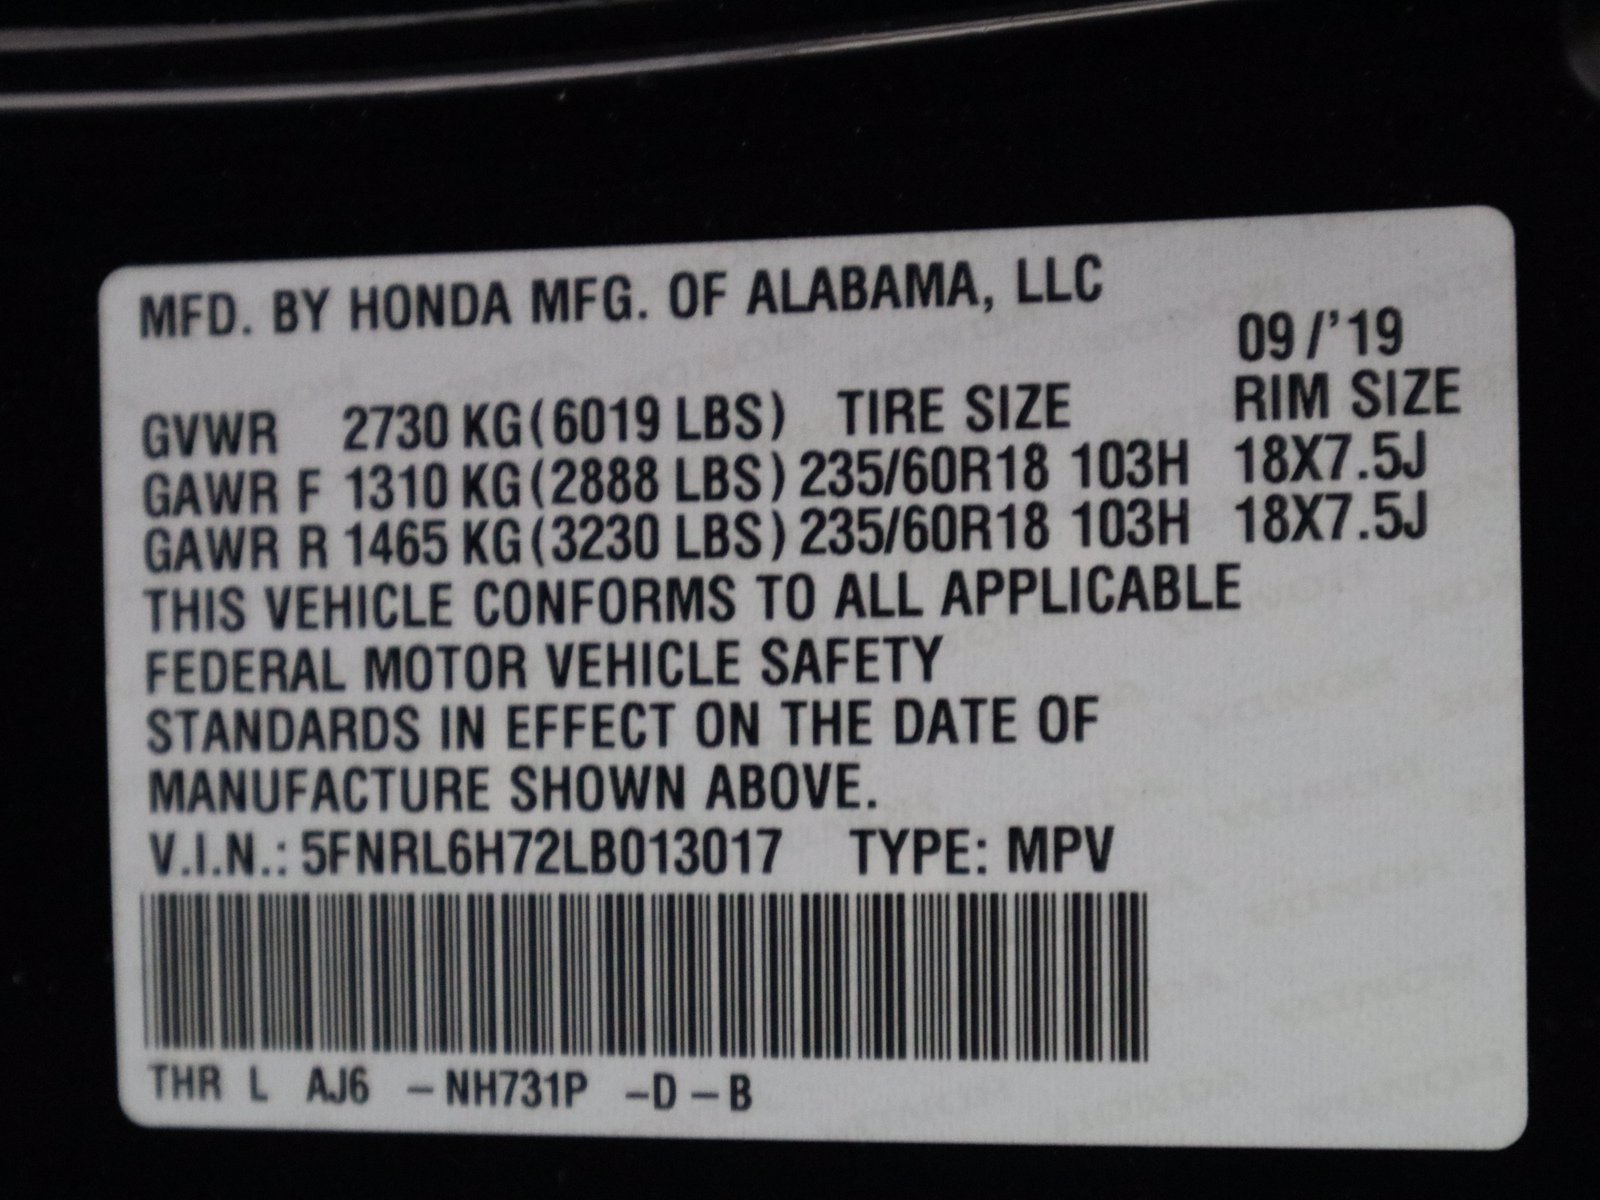 MFD. BY HONDA MFG. OF ALABAMA, LLC
09/'19
GVWR 2730 KG(6019 LBS) TIRE SIZE RIM SIZE
GAWR F 1310 KG(2888 LBS) 235/60R18 103H 18X7.5J
GAWR R 1465 KG(3230 LBS) 235/60R18 103H 18X7.5J
THIS VEHICLE CONFORMS TO ALL APPLICABLE
FEDERAL MOTOR VEHICLE SAFETY
STANDARDS IN EFFECT ON THE DATE OF
MANUFACTURE SHOWN ABOVE.
V.I.N.: 5FNRL6H72LB013017 TYPE: MPV
THR L AJ6 –NH731P –D–B